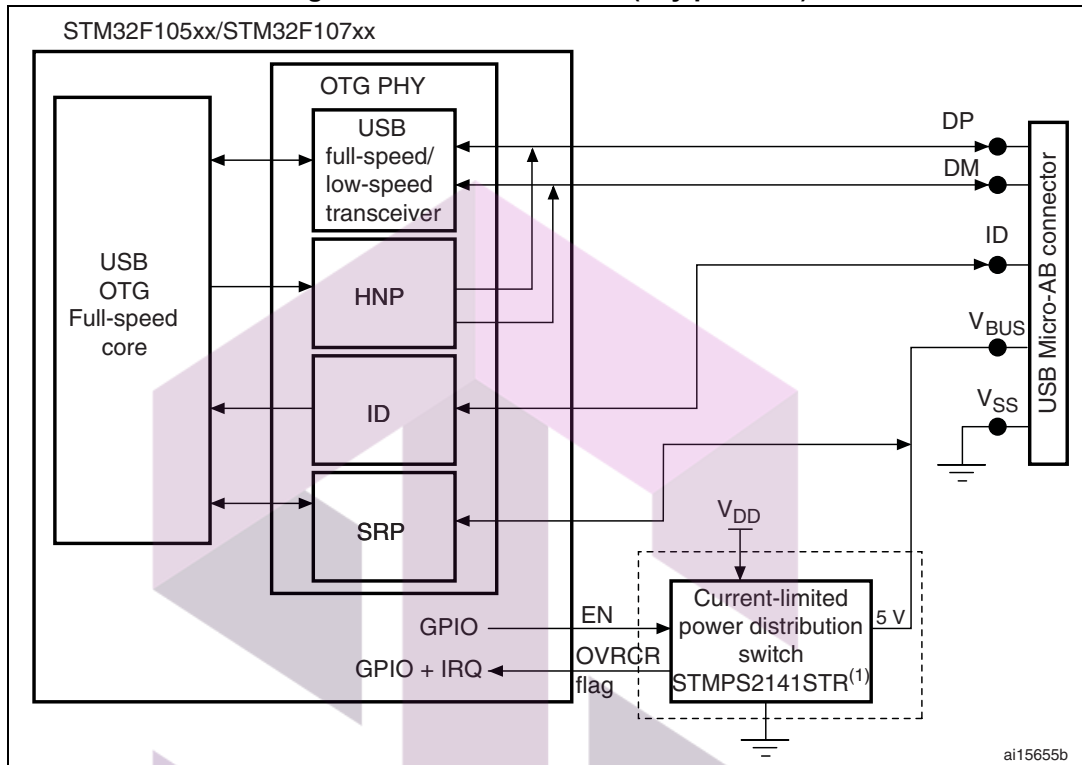 STM32F105xx/STM32F107xx
OTG PHY
USB
full-speed/
low-speed
transceiver
HNP
ID
SRP
USB
OTG
Full-speed
core
GPIO
GPIO + IRQ
EN
OVRCR
flag
VDD
Current-limited
power distribution
switch
STMPS2141STR(1)
5 V
DP
DM
ID
VBUS
VSS
USB Micro-AB connector
ai15655b